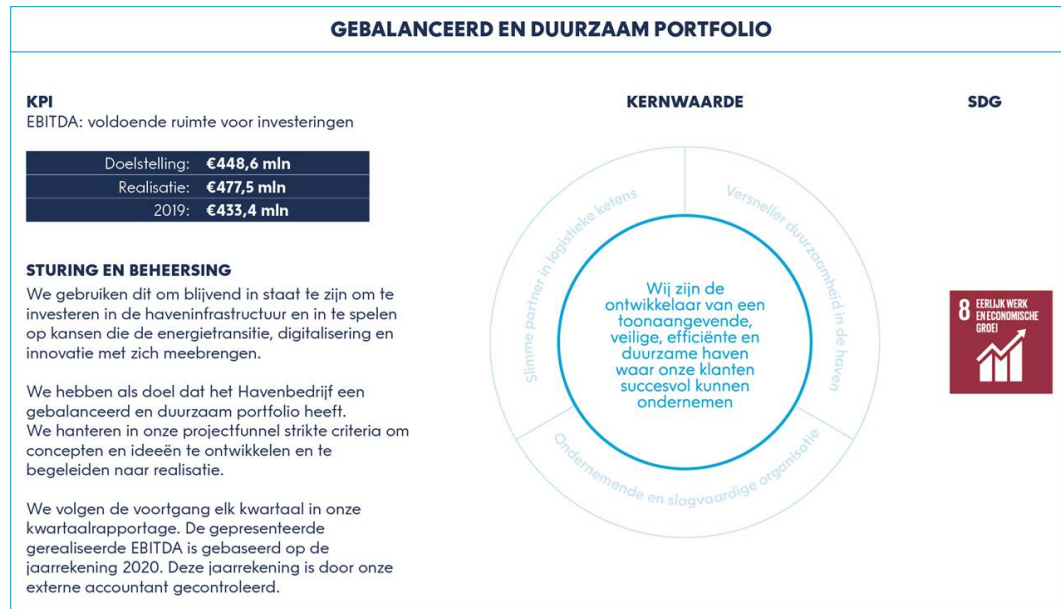 GEBALANCEERD EN DUURZAAM PORTFOLIO
KPI
EBITDA: voldoende ruimte voor investeringen
Doelstelling: €448,6 mln
Realisatie: €477,5 mln
2019: €433,4 mln
STURING EN BEHEERSING
We gebruiken dit om blijvend in staat te zijn om te
investeren in de haveninfrastructuur en in te spelen
op kansen die de energietransitie, digitalisering en
innovatie met zich meebrengen.
We hebben als doel dat het Havenbedrijf een
gebalanceerd en duurzaam portfolio heeft.
We hanteren in onze projectfunnel strikte criteria om
concepten en ideeën te ontwikkelen en te
begeleiden naar realisatie.
We volgen de voortgang elk kwartaal in onze
kwartaalrapportage. De gepresenteerde
gerealiseerde EBITDA is gebaseerd op de
jaarrekening 2020. Deze jaarrekening is door onze
externe accountant gecontroleerd.
KERNWAARDE
Slimme partner in logistieke ketens
Versneller duurzaamheid in de haven
Wij zijn de
ontwikkelaar van een
toonaangevende,
veilige, efficiënte en
duurzame haven
waar onze klanten
succesvol kunnen
ondernemen
Ondernemende en slagvaardige organisatie
SDG
8 EERLIJK WERK
EN ECONOMISCHE
GROEI